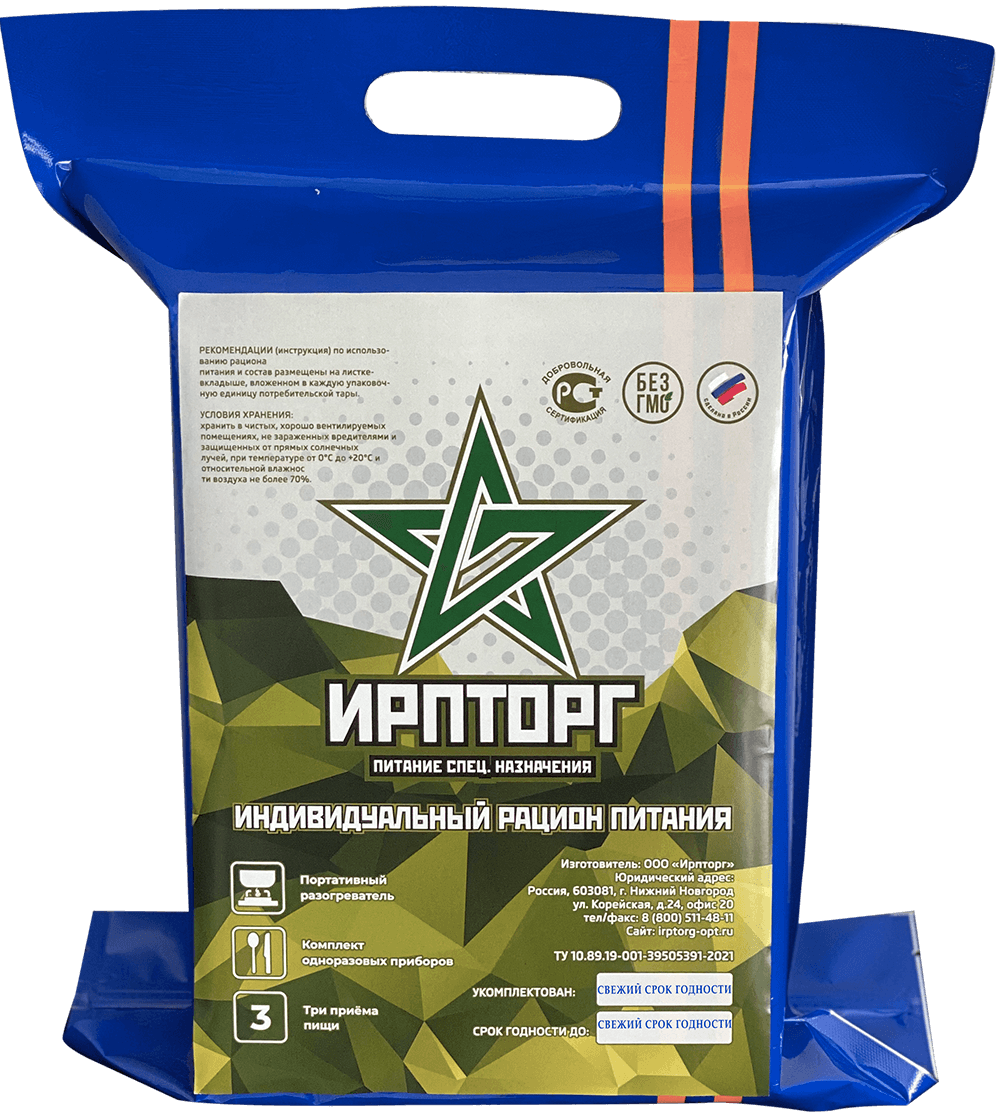 РЕКОМЕНДАЦИИ (инструкция) по использо-
ванию рациона
питания и состав размещены на листке-
вкладыше, вложенном в каждую упаковоч-
ную единицу потребительской тары.
УСЛОВИЯ ХРАНЕНИЯ:
хранить в чистых, хорошо вентилируемых
помещениях, не зараженных вредителями и
защищенных от прямых солнечных
лучей, при температуре от 0°С до +20°С и
относительной влажнос
ти воздуха не более 70%.
ДОБРОВОЛЬНАЯ
РСТ
СЕРТИФИКАЦИЯ
БЕЗ
ГМО
сделано в России
ИРПТОРГ
ПИТАНИЕ СПЕЦ. НАЗНАЧЕНИЯ
ИНДИВИДУАЛЬНЫЙ РАЦИОН ПИТАНИЯ
Портативный
разогреватель
Комплект
одноразовых приборов
3
Три приёма
пищи
Изготовитель: ООО «Ирпторг»
Юридический адрес:
Россия, 603081, г. Нижний Новгород
ул. Корейская, д.24, офис 20
тел/факс: 8 (800) 511-48-11
Сайт: irptorg-opt.ru
ТУ 10.89.19-001-39505391-2021
УКОМПЛЕКТОВАН: СВЕЖИЙ СРОК ГОДНОСТИ
СРОК ГОДНОСТИ ДО: СВЕЖИЙ СРОК ГОДНОСТИ